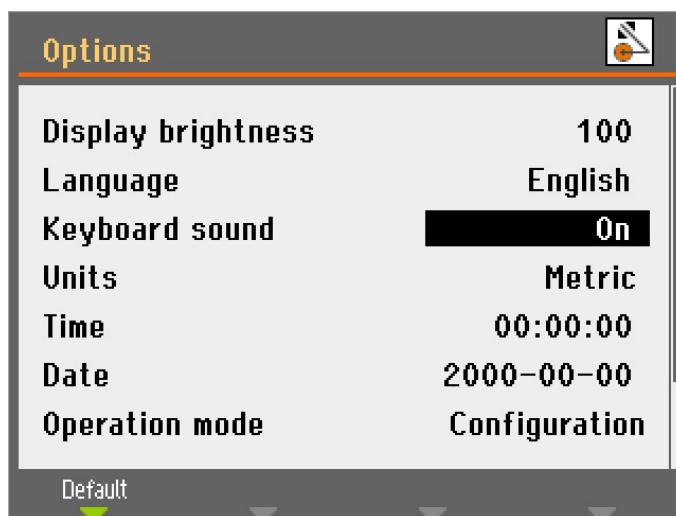 Options
Display brightness 100
Language English
Keyboard sound On
Units Metric
Time 00:00:00
Date 2000-00-00
Operation mode Configuration
Default